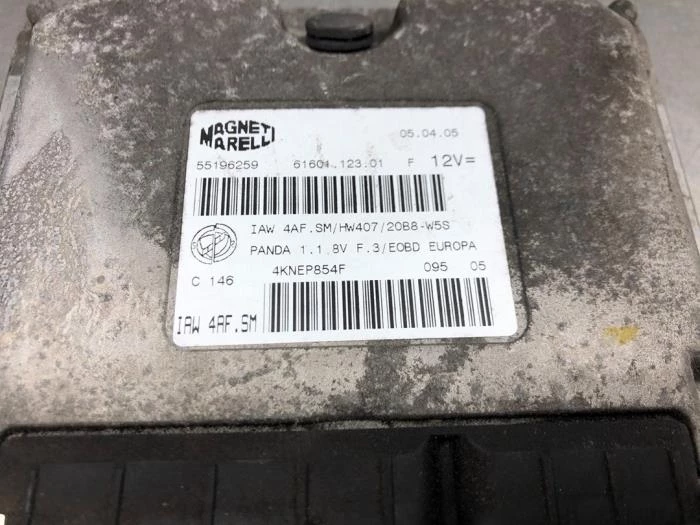 MAGNETI MARELLI
05.04.05
55196259 61601.123.01 F 12V=
IAW 4AF.SM/HW407/20B8-W5S
PANDA 1.1 8V F.3/EOBD EUROPA
C 146 4KNEP854F 095 05
IAW 4AF.SM